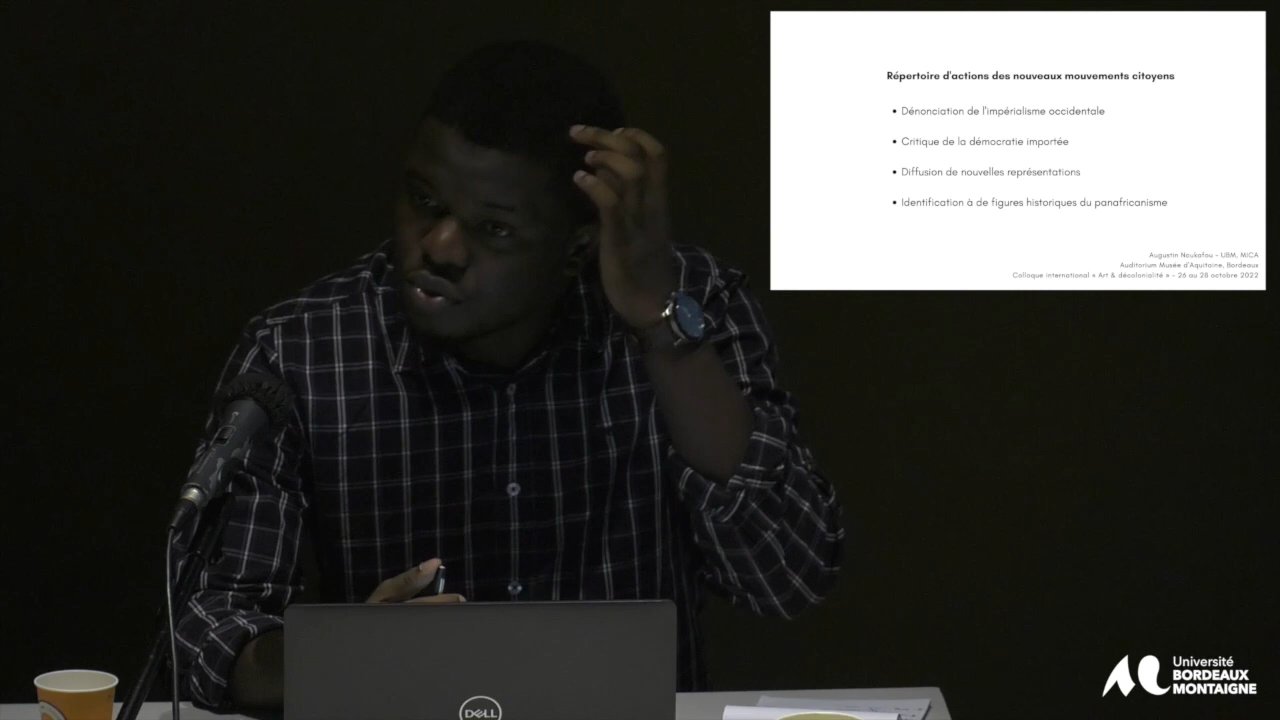 Répertoire d'actions des nouveaux mouvements citoyens
• Dénonciation de l'impérialisme occidentale
• Critique de la démocratie importée
• Diffusion de nouvelles représentations
• Identification à de figures historiques du panafricanisme
Augustin Noukafou - UBM, MICA
Auditorium Musée d'Aquitaine, Bordeaux
Colloque international « Art & décolonialité » - 26 au 28 octobre 2022
DELL
Université
BORDEAUX
MONTAIGNE